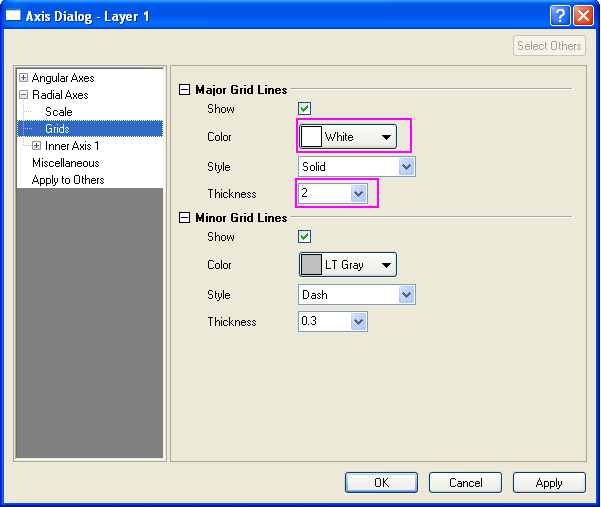 Axis Dialog - Layer 1
Select Others
Angular Axes
Radial Axes
Scale
Grids
Inner Axis 1
Miscellaneous
Apply to Others
Major Grid Lines
Show
Color White
Style Solid
Thickness 2
Minor Grid Lines
Show
Color LT Gray
Style Dash
Thickness 0.3
OK Cancel Apply